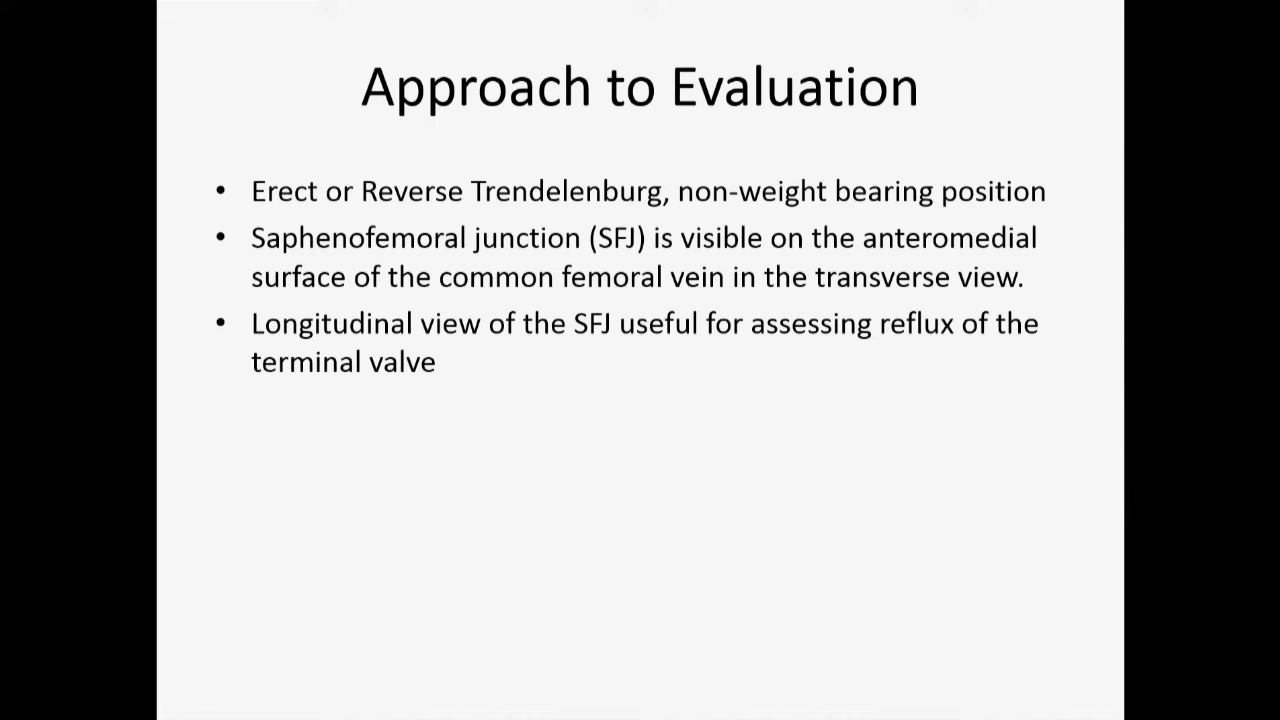 Approach to Evaluation
• Erect or Reverse Trendelenburg, non-weight bearing position
• Saphenofemoral junction (SFJ) is visible on the anteromedial
surface of the common femoral vein in the transverse view.
• Longitudinal view of the SFJ useful for assessing reflux of the
terminal valve